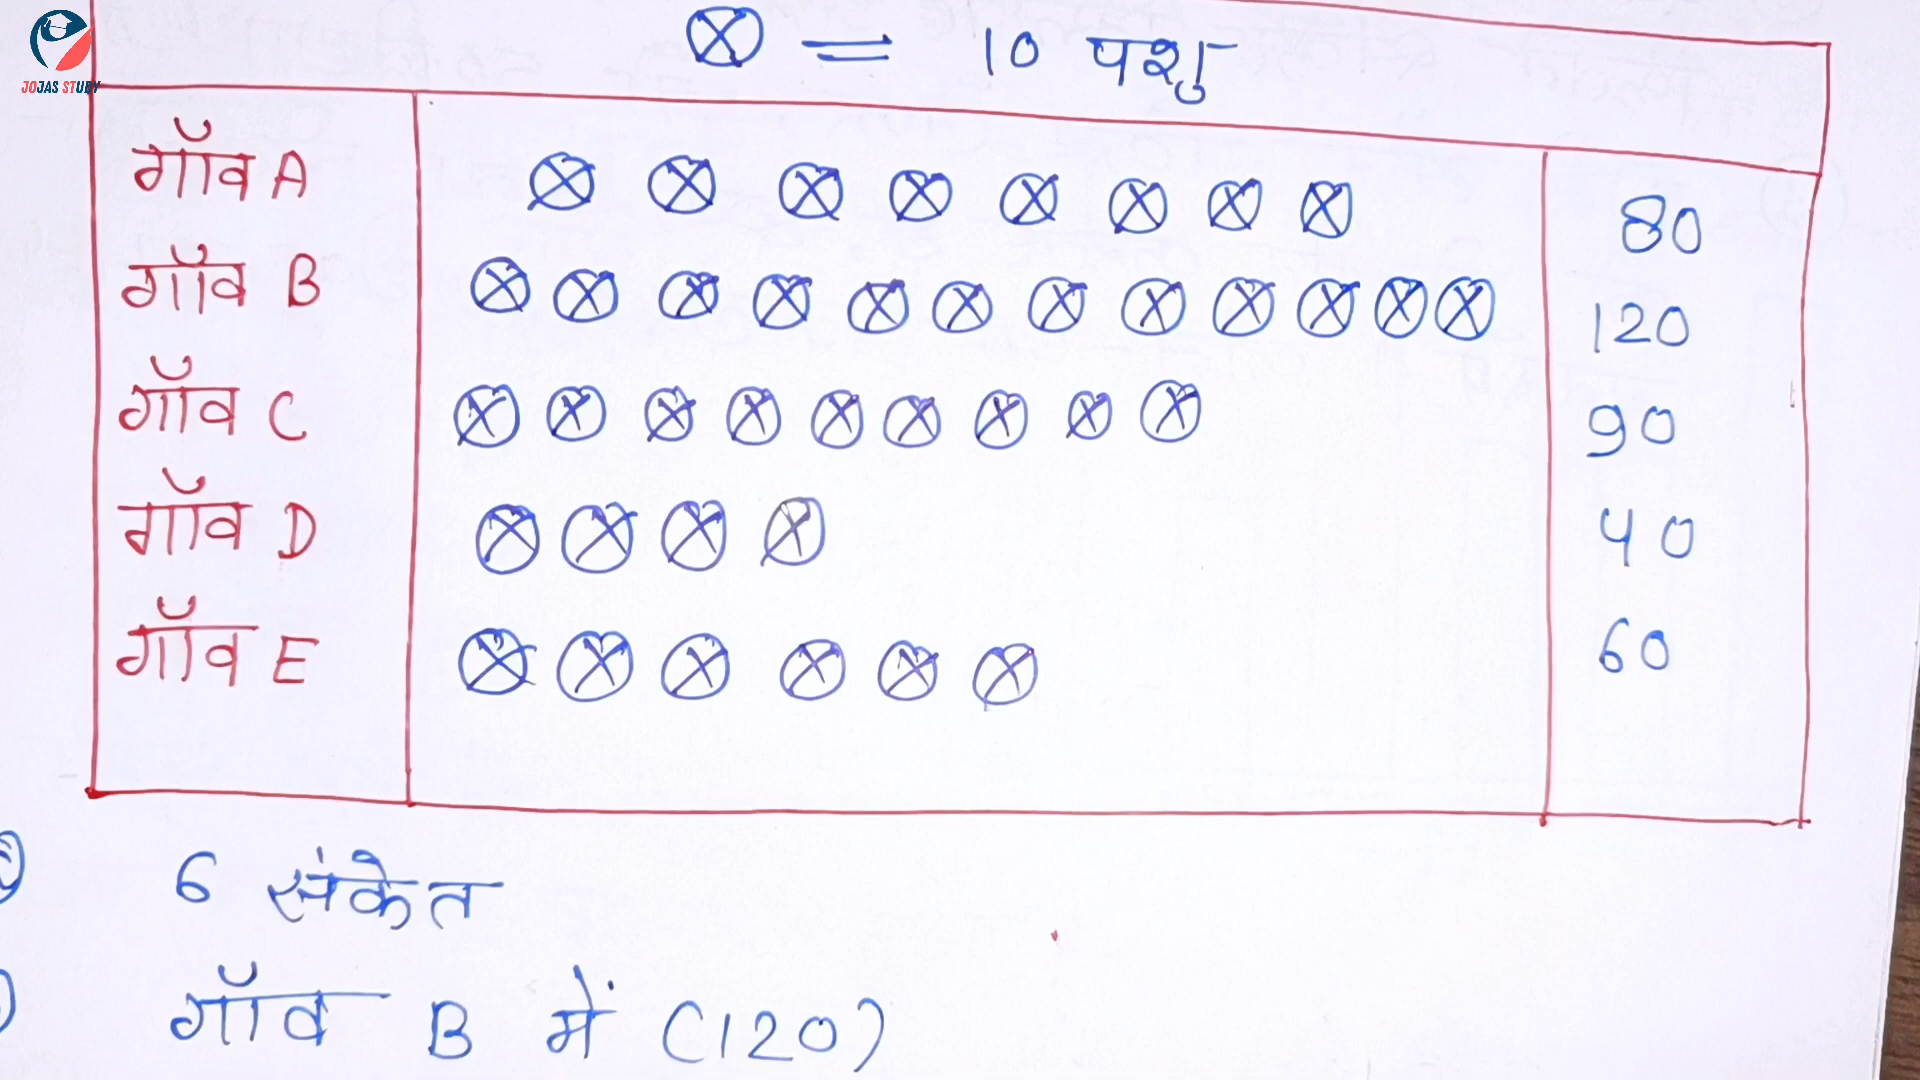 JOJAS STUDY
⊗ = 10 पशु
गाँव A ⊗ ⊗ ⊗ ⊗ ⊗ ⊗ ⊗ ⊗ 80
गाँव B ⊗ ⊗ ⊗ ⊗ ⊗ ⊗ ⊗ ⊗ ⊗ ⊗ ⊗ ⊗ 120
गाँव C ⊗ ⊗ ⊗ ⊗ ⊗ ⊗ ⊗ ⊗ ⊗ 90
गाँव D ⊗ ⊗ ⊗ ⊗ 40
गाँव E ⊗ ⊗ ⊗ ⊗ ⊗ ⊗ 60
6 संकेत
गाँव B में (120)